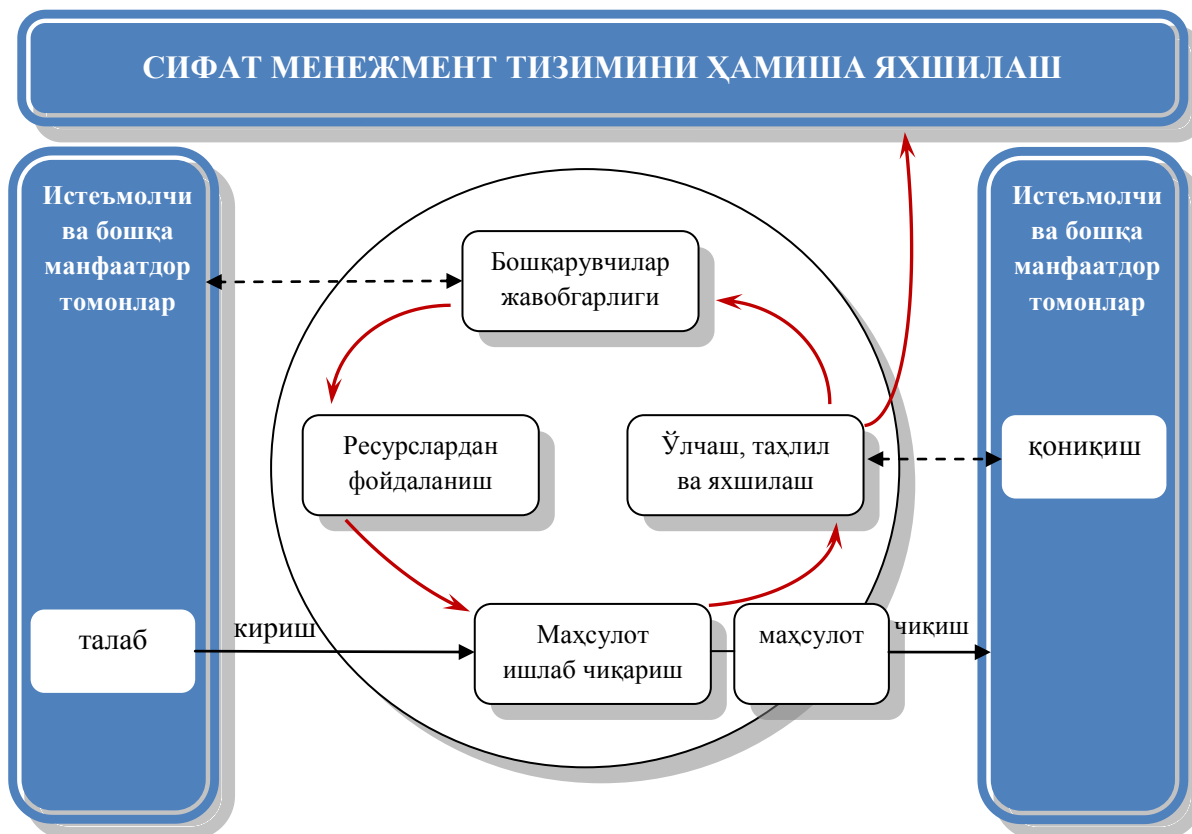 СИФАТ МЕНЕЖМЕНТ ТИЗИМИНИ ҲАМИША ЯХШИЛАШ
Истеъмолчи
ва бошқа
манфаатдор
томонлар
талаб
кириш
Бошқарувчилар
жавобгарлиги
Ресурслардан
фойдаланиш
Ўлчаш, таҳлил
ва яхшилаш
Маҳсулот
ишлаб чиқариш
маҳсулот
чиқиш
Истеъмолчи
ва бошқа
манфаатдор
томонлар
қониқиш